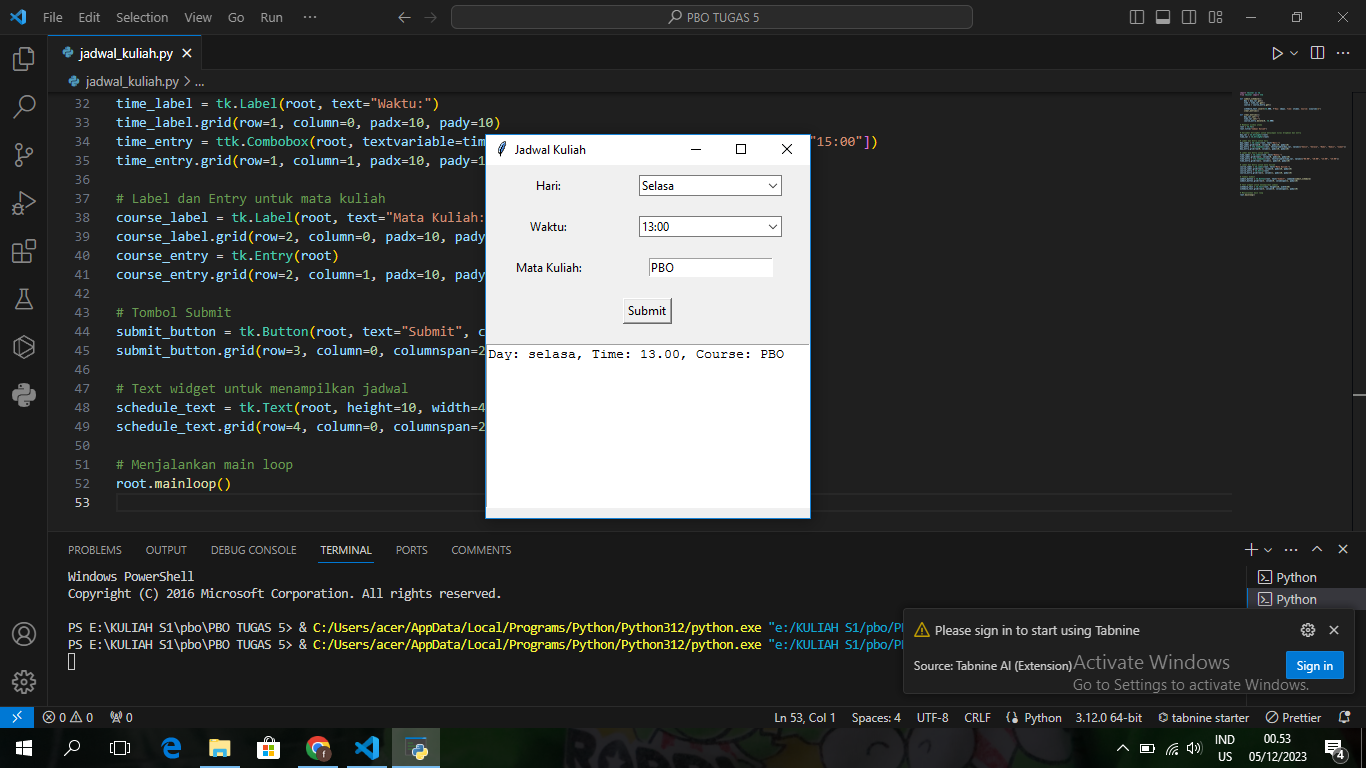 File Edit Selection View Go Run ... PBO TUGAS 5
jadwal_kuliah.py
jadwal_kuliah.py > ...
32 time_label = tk.Label(root, text="Waktu:")
33 time_label.grid(row=1, column=0, padx=10, pady=10)
34 time_entry = ttk.Combobox(root, textvariable=tim "15:00"])
35 time_entry.grid(row=1, column=1, padx=10, pady=1
36
37 # Label dan Entry untuk mata kuliah
38 course_label = tk.Label(root, text="Mata Kuliah:
39 course_label.grid(row=2, column=0, padx=10, pady
40 course_entry = tk.Entry(root)
41 course_entry.grid(row=2, column=1, padx=10, pady
42
43 # Tombol Submit
44 submit_button = tk.Button(root, text="Submit", c
45 submit_button.grid(row=3, column=0, columnspan=2
46
47 # Text widget untuk menampilkan jadwal
48 schedule_text = tk.Text(root, height=10, width=4
49 schedule_text.grid(row=4, column=0, columnspan=2
50
51 # Menjalankan main loop
52 root.mainloop()
53
Jadwal Kuliah
Hari: Selasa
Waktu: 13:00
Mata Kuliah: PBO
Submit
Day: selasa, Time: 13.00, Course: PBO
PROBLEMS OUTPUT DEBUG CONSOLE TERMINAL PORTS COMMENTS
Windows PowerShell
Copyright (C) 2016 Microsoft Corporation. All rights reserved.
PS E:\KULIAH S1\pbo\PBO TUGAS 5> & C:/Users/acer/AppData/Local/Programs/Python/Python312/python.exe "e:/KULIAH S1/pbo/P
PS E:\KULIAH S1\pbo\PBO TUGAS 5> & C:/Users/acer/AppData/Local/Programs/Python/Python312/python.exe "e:/KULIAH S1/pbo/P
Python
Python
Please sign in to start using Tabnine
Source: Tabnine AI (Extension)
Sign in
Activate Windows
Go to Settings to activate Windows.
0 0 0 Ln 53, Col 1 Spaces: 4 UTF-8 CRLF Python 3.12.0 64-bit tabnine starter Prettier
IND
US
00.53
05/12/2023
4